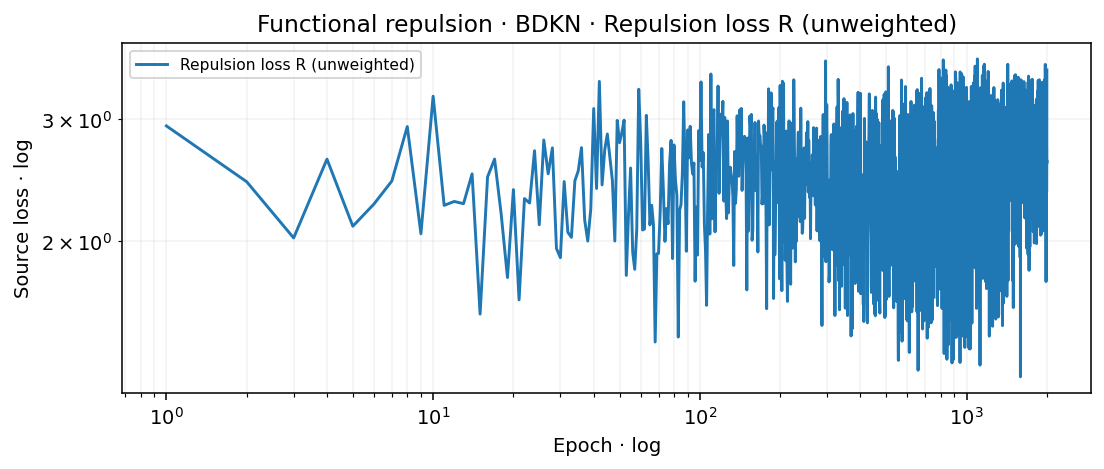 Functional repulsion · BDKN · Repulsion loss R (unweighted)
Repulsion loss R (unweighted)
3 × 10⁰
2 × 10⁰
Source loss · log
10⁰ 10¹ 10² 10³
Epoch · log